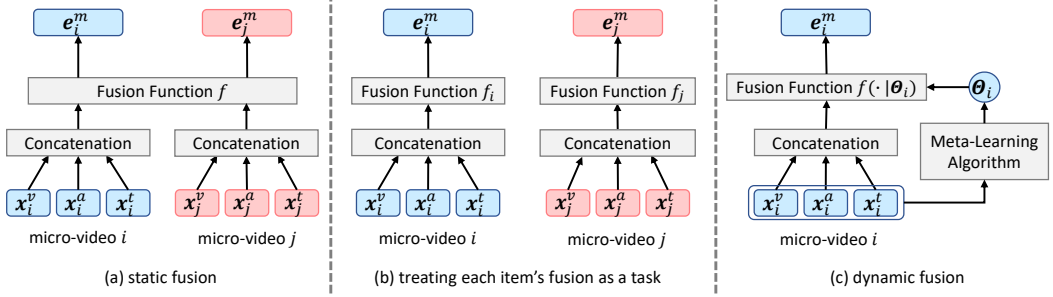 e_i^m e_j^m
Fusion Function f
Concatenation Concatenation
x_i^v x_i^a x_i^t x_j^v x_j^a x_j^t
micro-video i micro-video j
(a) static fusion
e_i^m e_j^m
Fusion Function f_i Fusion Function f_j
Concatenation Concatenation
x_i^v x_i^a x_i^t x_j^v x_j^a x_j^t
micro-video i micro-video j
(b) treating each item's fusion as a task
e_i^m
Fusion Function f(· |Θ_i) Θ_i
Concatenation
Meta-Learning
Algorithm
x_i^v x_i^a x_i^t
micro-video i
(c) dynamic fusion